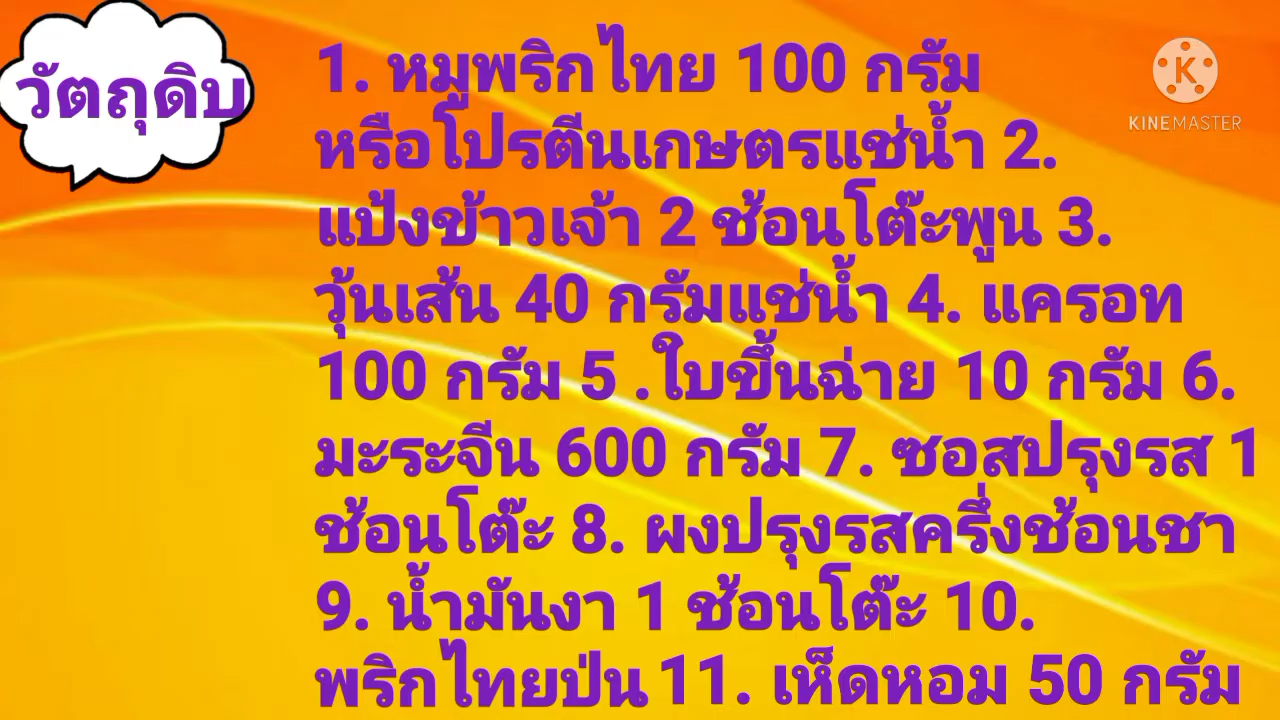 วัตถุดิบ
1. หมูพริกไทย 100 กรัม
หรือโปรตีนเกษตรแช่น้ำ 2.
แป้งข้าวเจ้า 2 ช้อนโต๊ะพูน 3.
วุ้นเส้น 40 กรัมแช่น้ำ 4. แครอท
100 กรัม 5 .ใบขึ้นฉ่าย 10 กรัม 6.
มะระจีน 600 กรัม 7. ซอสปรุงรส 1
ช้อนโต๊ะ 8. ผงปรุงรสครึ่งช้อนชา
9. น้ำมันงา 1 ช้อนโต๊ะ 10.
พริกไทยป่น 11. เห็ดหอม 50 กรัม
K
KINEMASTER